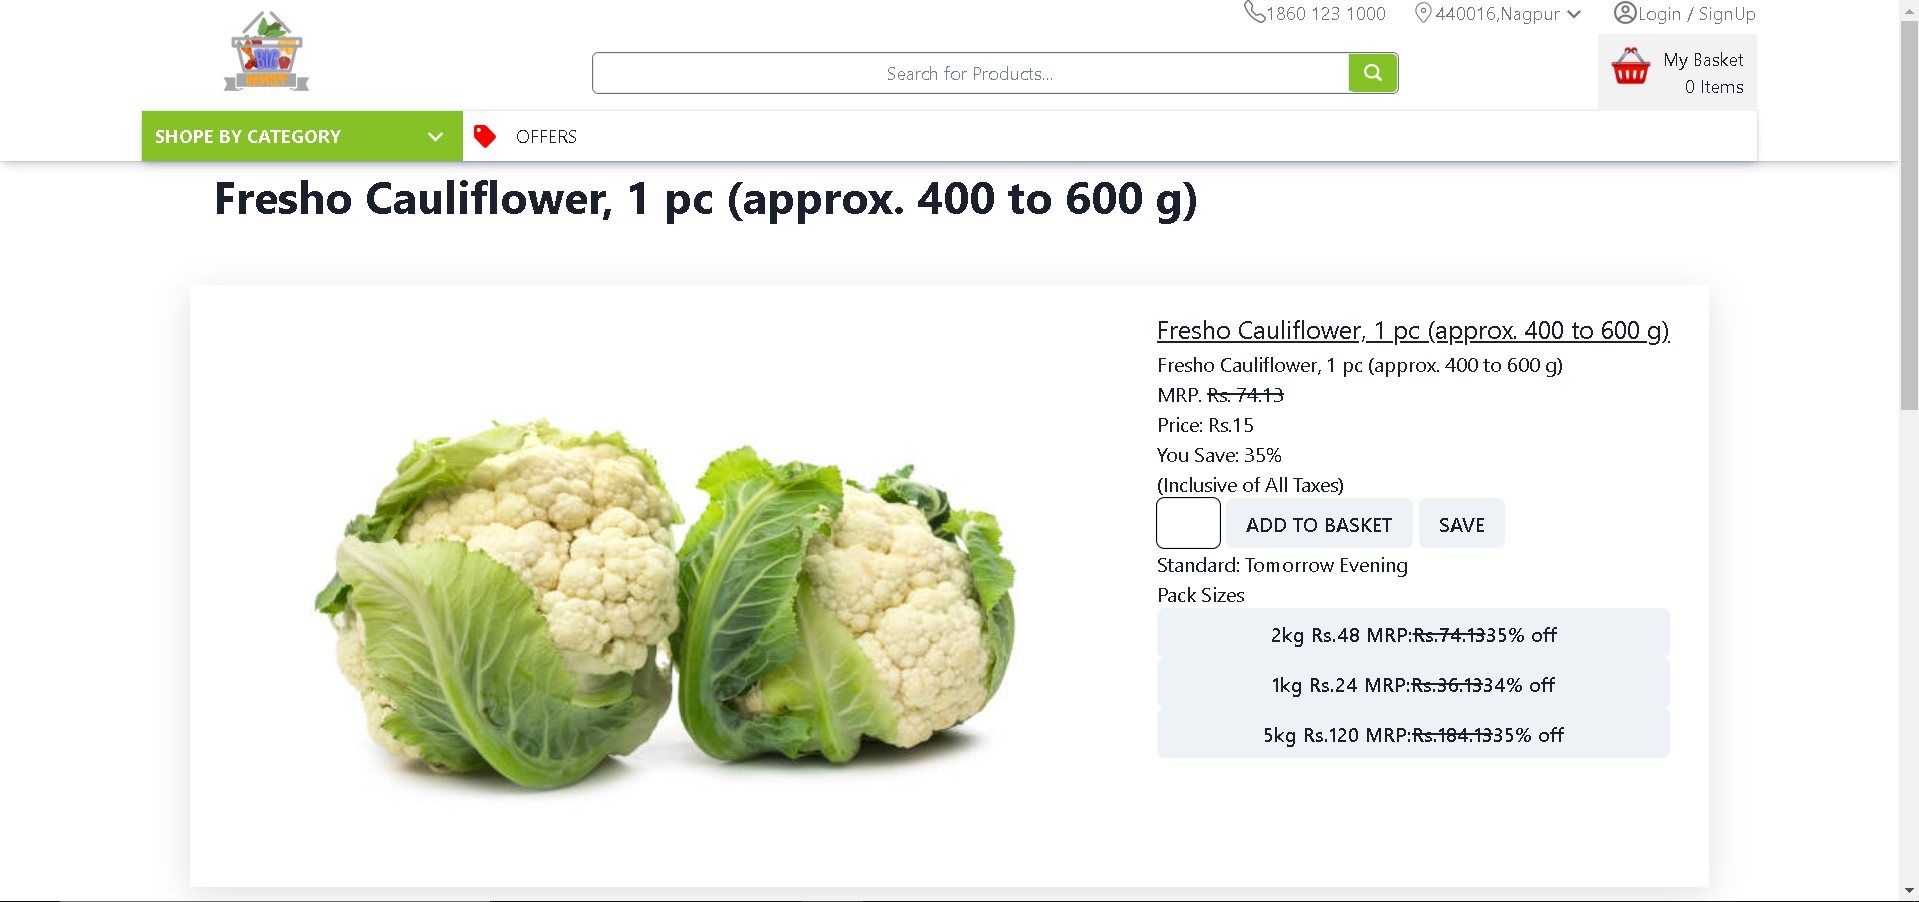 1860 123 1000
440016,Nagpur
Login / SignUp
BIG
BASKET
Search for Products...
My Basket
0 Items
SHOPE BY CATEGORY
OFFERS
Fresho Cauliflower, 1 pc (approx. 400 to 600 g)
Fresho Cauliflower, 1 pc (approx. 400 to 600 g)
Fresho Cauliflower, 1 pc (approx. 400 to 600 g)
MRP. Rs. 74.13
Price: Rs.15
You Save: 35%
(Inclusive of All Taxes)
ADD TO BASKET
SAVE
Standard: Tomorrow Evening
Pack Sizes
2kg Rs.48 MRP:Rs.74.1335% off
1kg Rs.24 MRP:Rs.36.1334% off
5kg Rs.120 MRP:Rs.184.1335% off